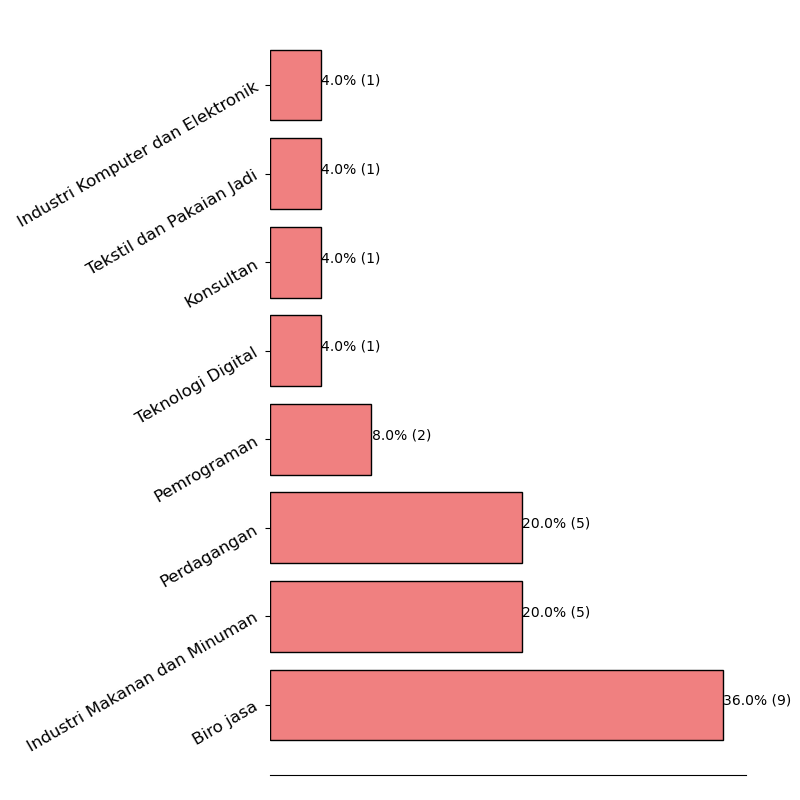 Industri Komputer dan Elektronik
4.0% (1)
Tekstil dan Pakaian Jadi
4.0% (1)
Konsultan
4.0% (1)
Teknologi Digital
4.0% (1)
Pemrograman
8.0% (2)
Perdagangan
20.0% (5)
Industri Makanan dan Minuman
20.0% (5)
Biro jasa
36.0% (9)